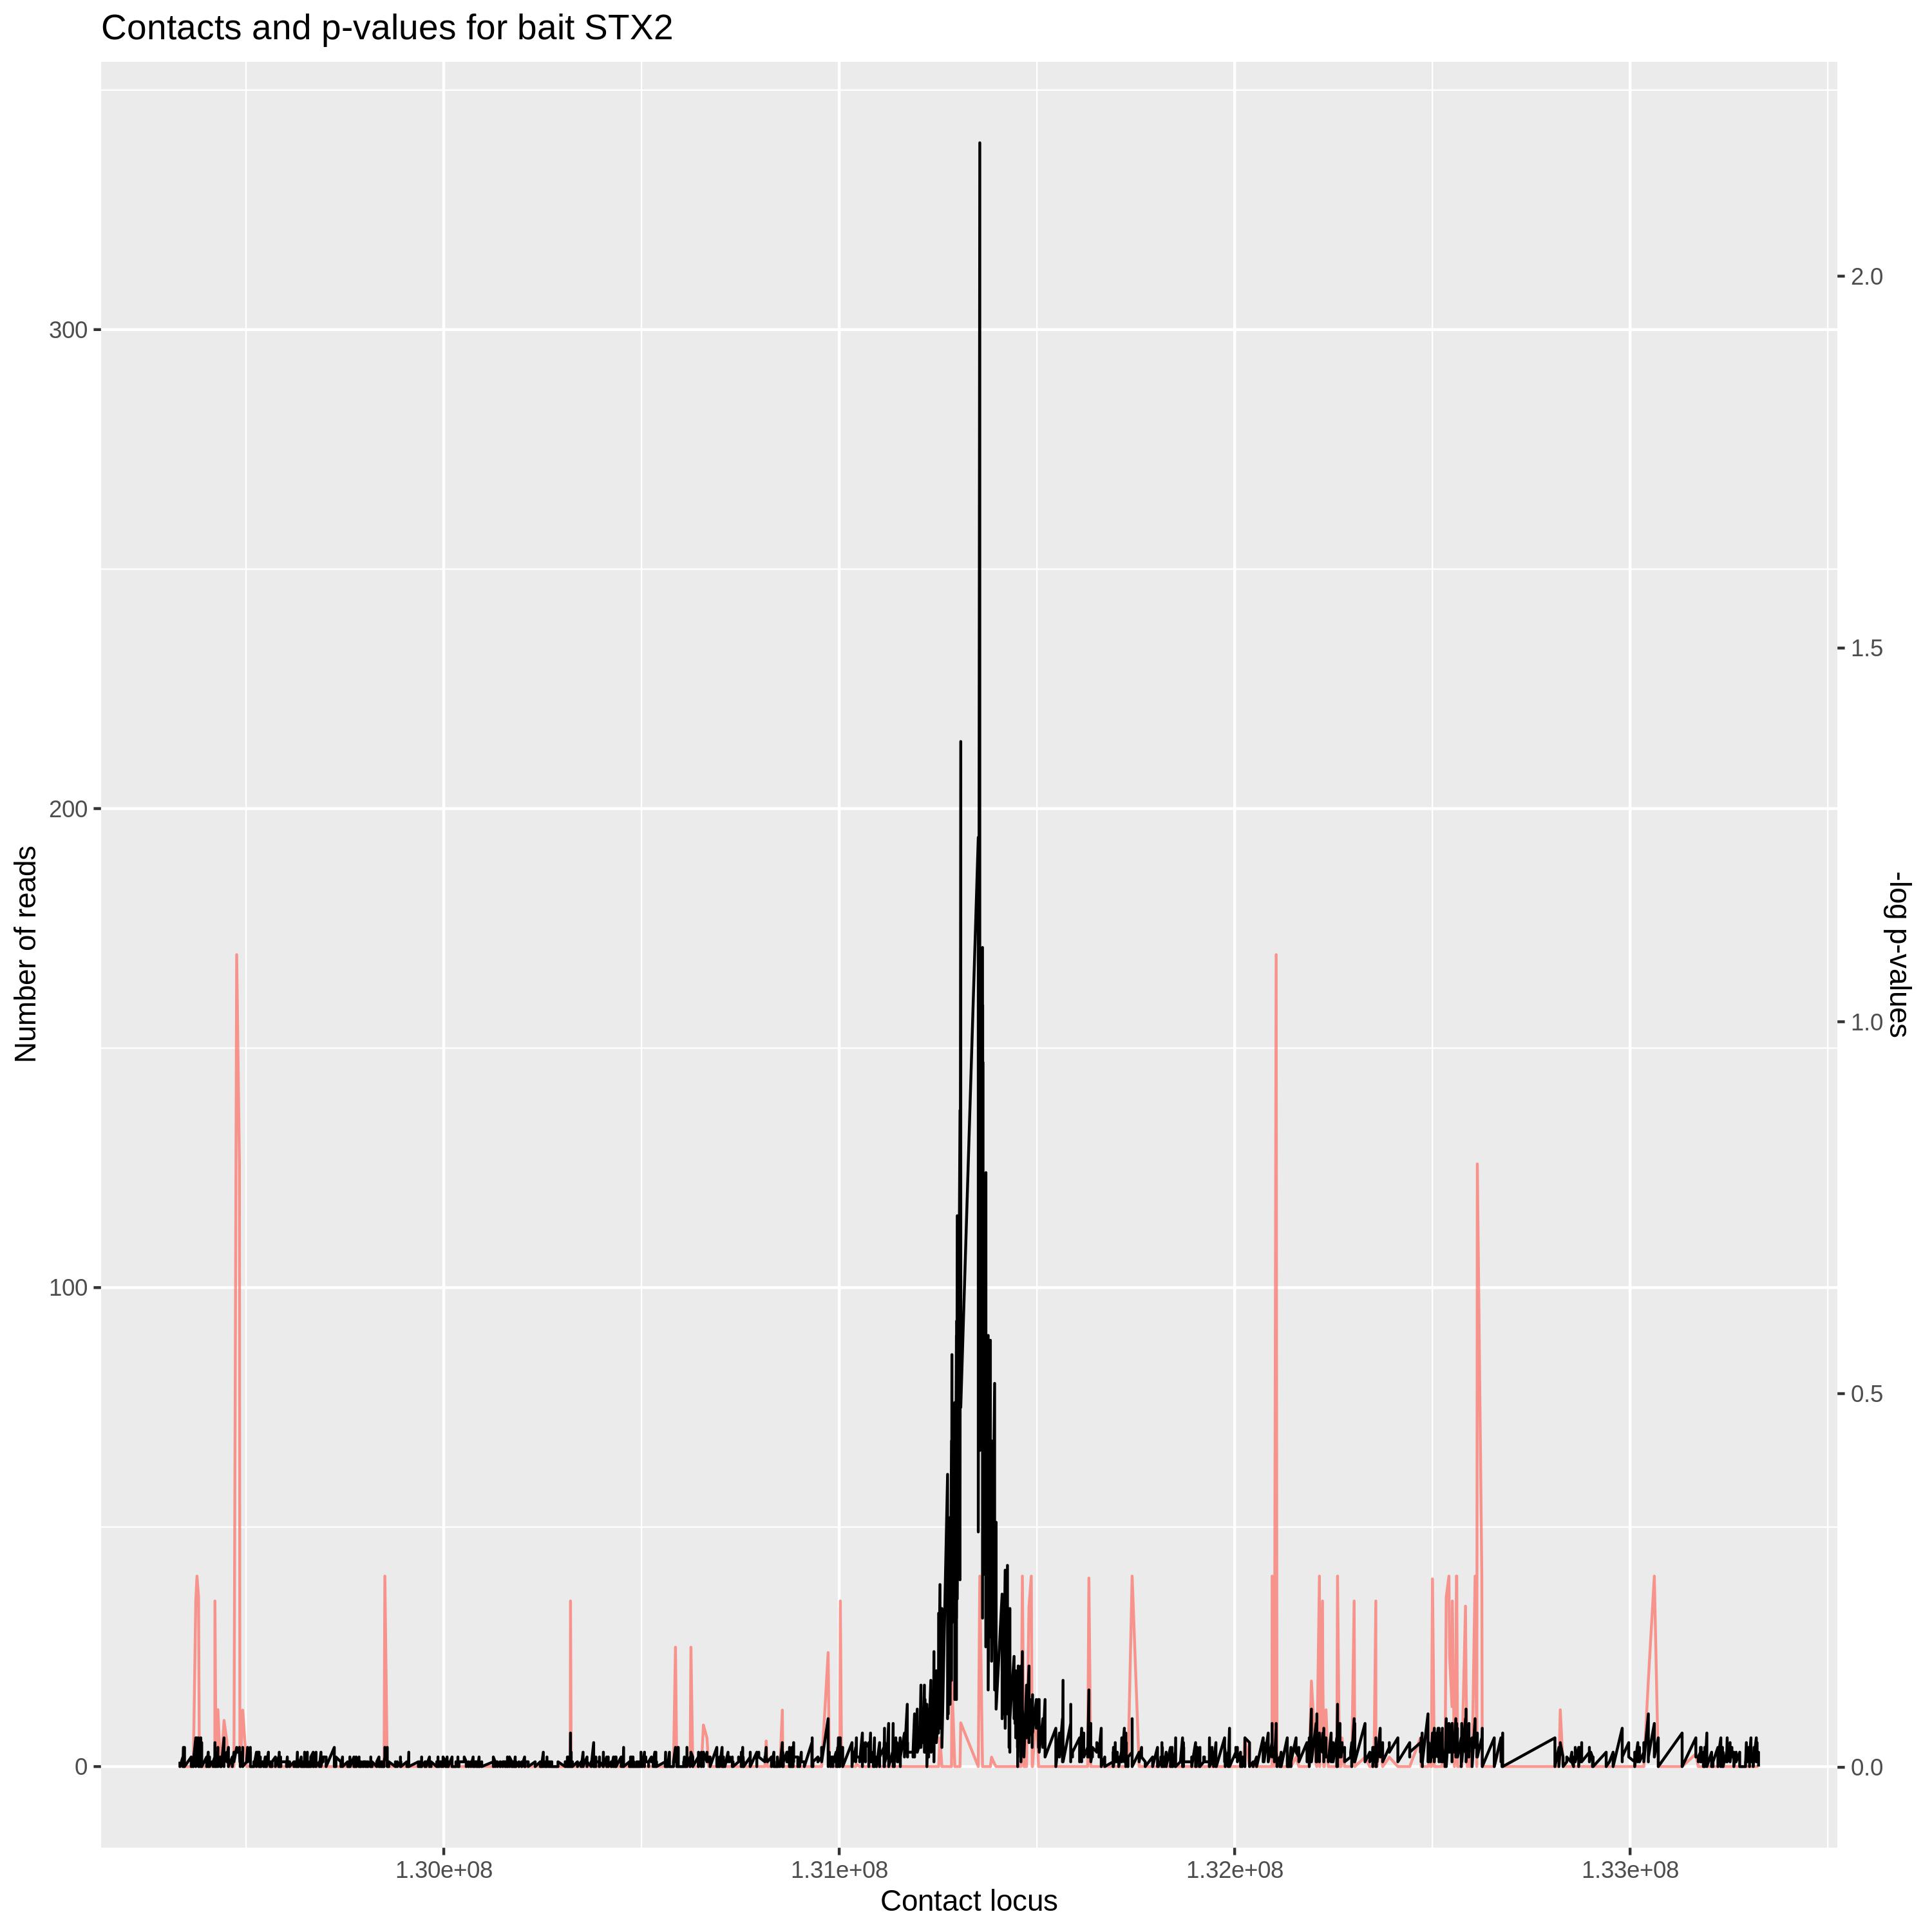 Contacts and p-values for bait STX2
Number of reads
300
200
100
0
2.0
1.5
1.0
0.5
0.0
-log p-values
1.30e+08
1.31e+08
1.32e+08
1.33e+08
Contact locus